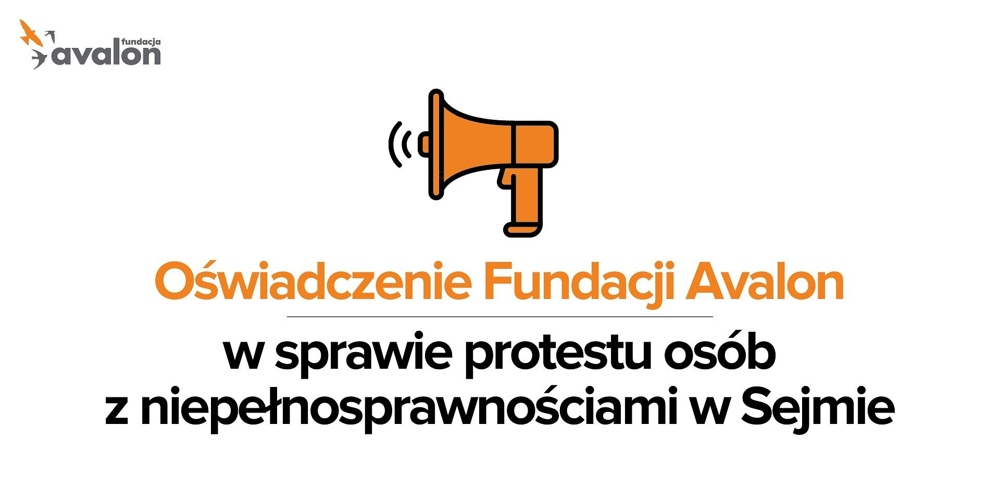 fundacja
avalon
Oświadczenie Fundacji Avalon
w sprawie protestu osób
z niepełnosprawnościami w Sejmie